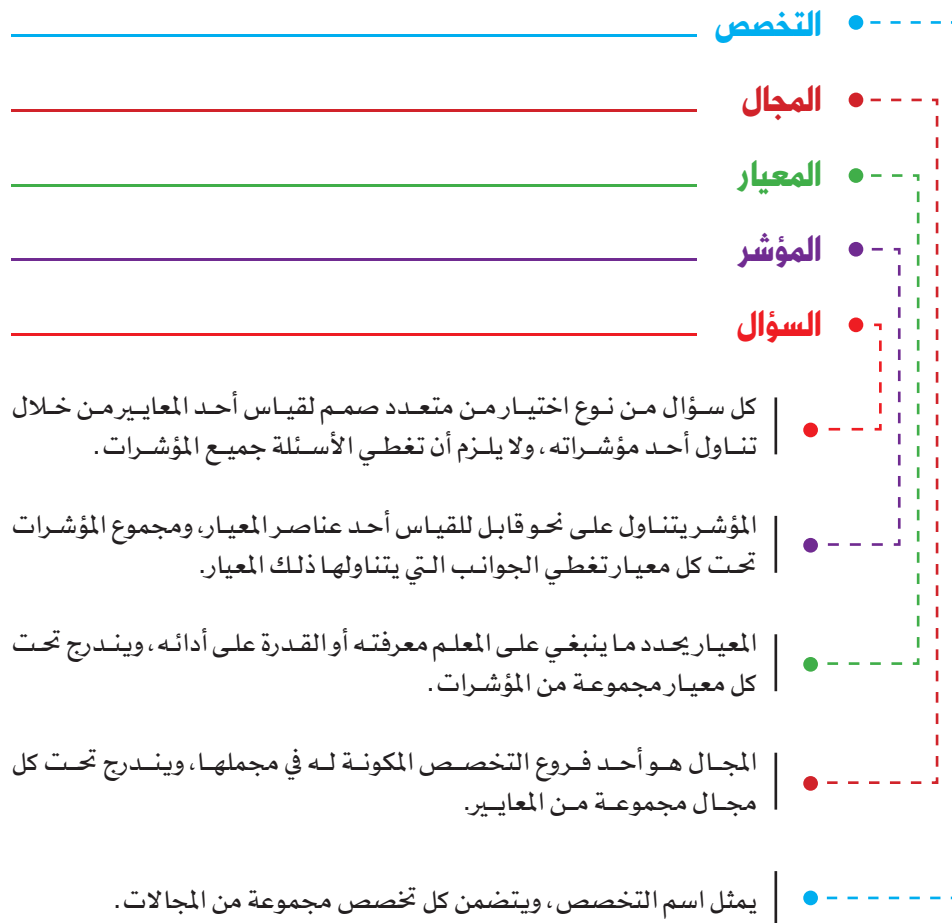 التخصص
المجال
المعيار
المؤشر
السؤال
كل سؤال من نوع اختيار من متعدد صمم لقياس أحد المعايير من خلال
تناول أحد مؤشراته، ولا يلزم أن تغطي الأسئلة جميع المؤشرات.
المؤشر يتناول على نحو قابل للقياس أحد عناصر المعيار، ومجموع المؤشرات
تحت كل معيار تغطي الجوانب التي يتناولها ذلك المعيار.
المعيار يحدد ما ينبغي على المعلم معرفته أو القدرة على أدائه، ويندرج تحت
كل معيار مجموعة من المؤشرات.
المجال هو أحد فروع التخصص المكونة له في مجملها، ويندرج تحت كل
مجال مجموعة من المعايير.
يمثل اسم التخصص، ويتضمن كل تخصص مجموعة من المجالات.